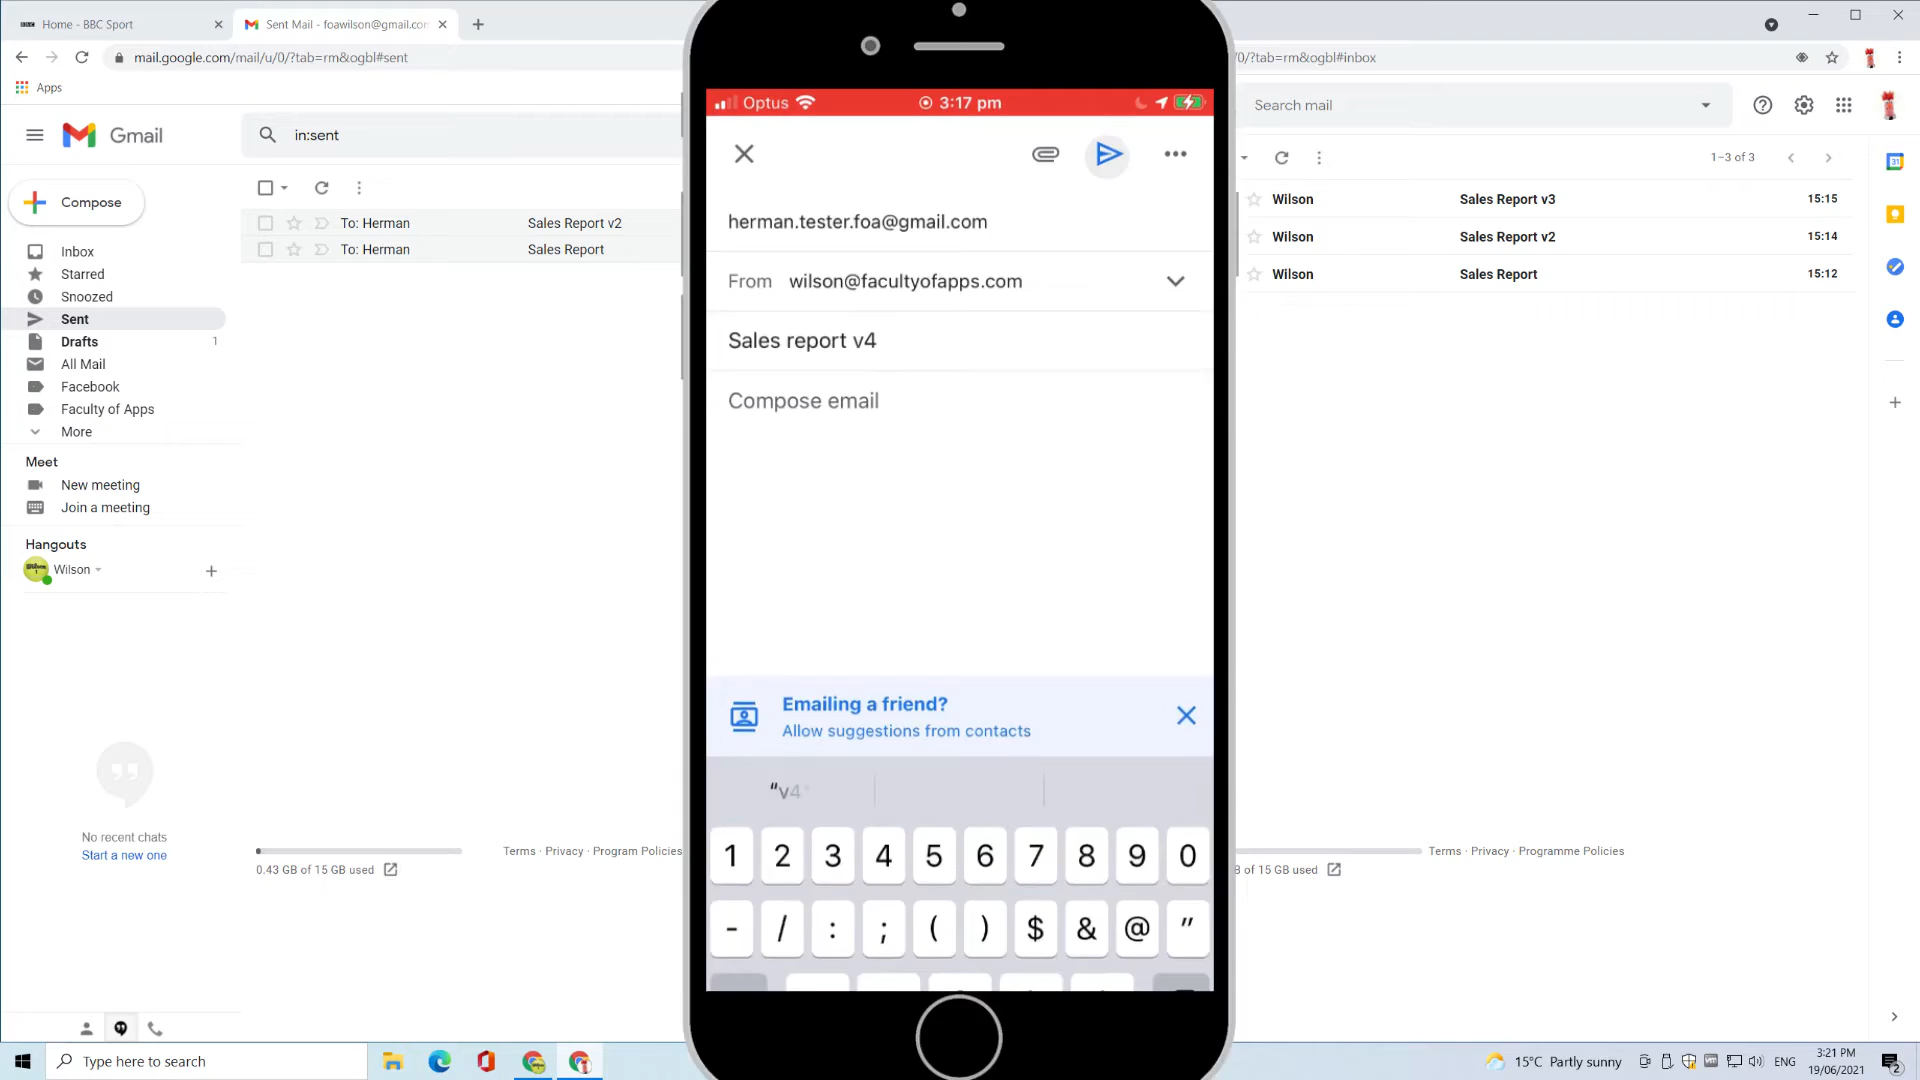 Home - BBC Sport
Sent Mail - foawilson@gmail.com
mail.google.com/mail/u/0/?tab=rm&ogbl#sent
Apps
Gmail
in:sent
Compose
Inbox
Starred
Snoozed
Sent
Drafts 1
All Mail
Facebook
Faculty of Apps
More
Meet
New meeting
Join a meeting
Hangouts
Wilson
No recent chats
Start a new one
To: Herman Sales Report v2
To: Herman Sales Report
0.43 GB of 15 GB used
Terms · Privacy · Program Policies
Optus 3:17 pm
herman.tester.foa@gmail.com
From wilson@facultyofapps.com
Sales report v4
Compose email
Emailing a friend?
Allow suggestions from contacts
“v4
1 2 3 4 5 6 7 8 9 0
- / : ; ( ) $ & @ "
/0/?tab=rm&ogbl#inbox
Search mail
1–3 of 3
31
Wilson Sales Report v3 15:15
Wilson Sales Report v2 15:14
Wilson Sales Report 15:12
B of 15 GB used
Terms · Privacy · Programme Policies
Type here to search
15°C Partly sunny
ENG
3:21 PM
19/06/2021
2